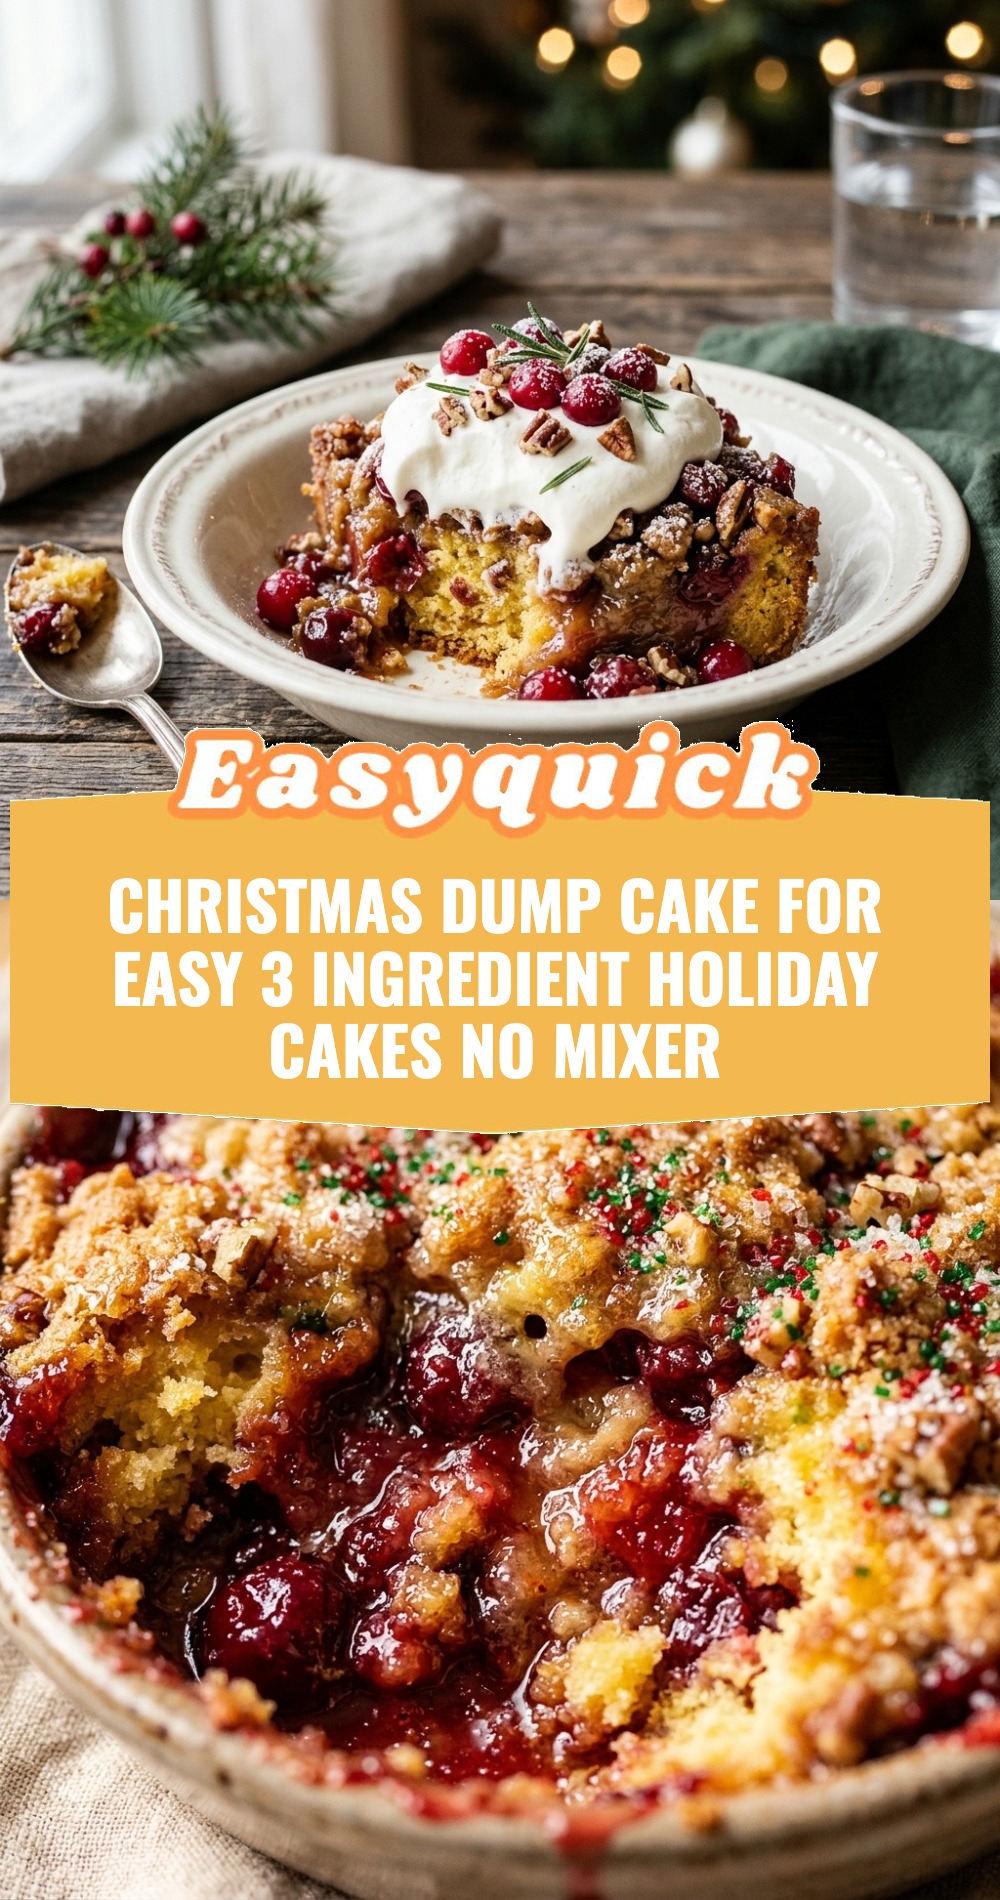 Easyquick
CHRISTMAS DUMP CAKE FOR
EASY 3 INGREDIENT HOLIDAY
CAKES NO MIXER